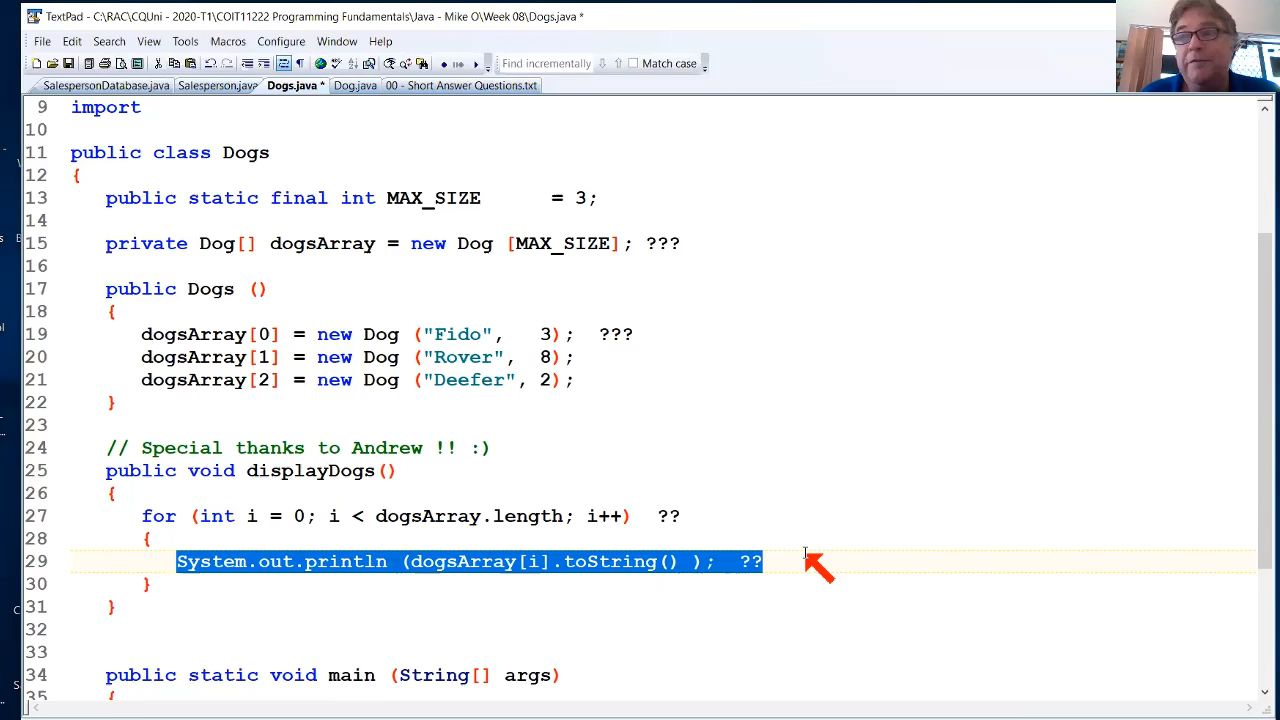 TextPad - C:\RAC\CQUni - 2020-T1\COIT11222 Programming Fundamentals\Java - Mike O\Week 08\Dogs.java *
File Edit Search View Tools Macros Configure Window Help
Find incrementally Match case
SalespersonDatabase.java Salesperson.java Dogs.java * Dog.java 00 - Short Answer Questions.txt
9 import
10
11 public class Dogs
12 {
13 public static final int MAX_SIZE = 3;
14
15 private Dog[] dogsArray = new Dog [MAX_SIZE]; ???
16
17 public Dogs ()
18 {
19 dogsArray[0] = new Dog ("Fido", 3); ???
20 dogsArray[1] = new Dog ("Rover", 8);
21 dogsArray[2] = new Dog ("Deefer", 2);
22 }
23
24 // Special thanks to Andrew !! :)
25 public void displayDogs()
26 {
27 for (int i = 0; i < dogsArray.length; i++) ??
28 {
29 System.out.println (dogsArray[i].toString() ); ??
30 }
31 }
32
33
34 public static void main (String[] args)
35 {